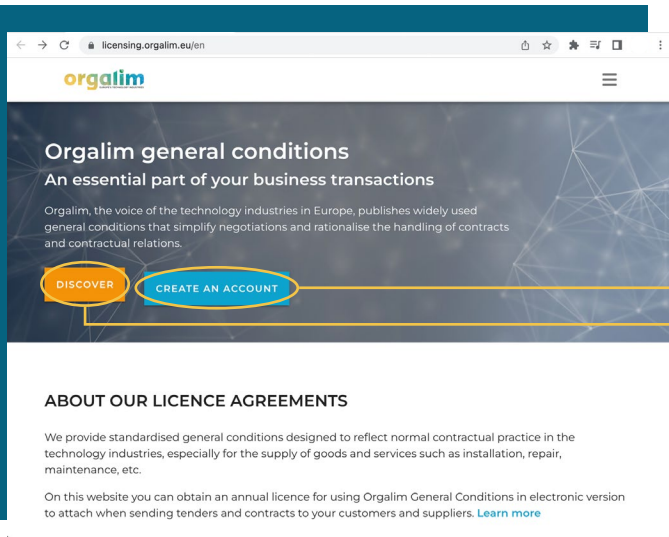 licensing.orgalim.eu/en
orgalim
Orgalim general conditions
An essential part of your business transactions
Orgalim, the voice of the technology industries in Europe, publishes widely used
general conditions that simplify negotiations and rationalise the handling of contracts
and contractual relations.
DISCOVER
CREATE AN ACCOUNT
ABOUT OUR LICENCE AGREEMENTS
We provide standardised general conditions designed to reflect normal contractual practice in the
technology industries, especially for the supply of goods and services such as installation, repair,
maintenance, etc.
On this website you can obtain an annual licence for using Orgalim General Conditions in electronic version
to attach when sending tenders and contracts to your customers and suppliers. Learn more